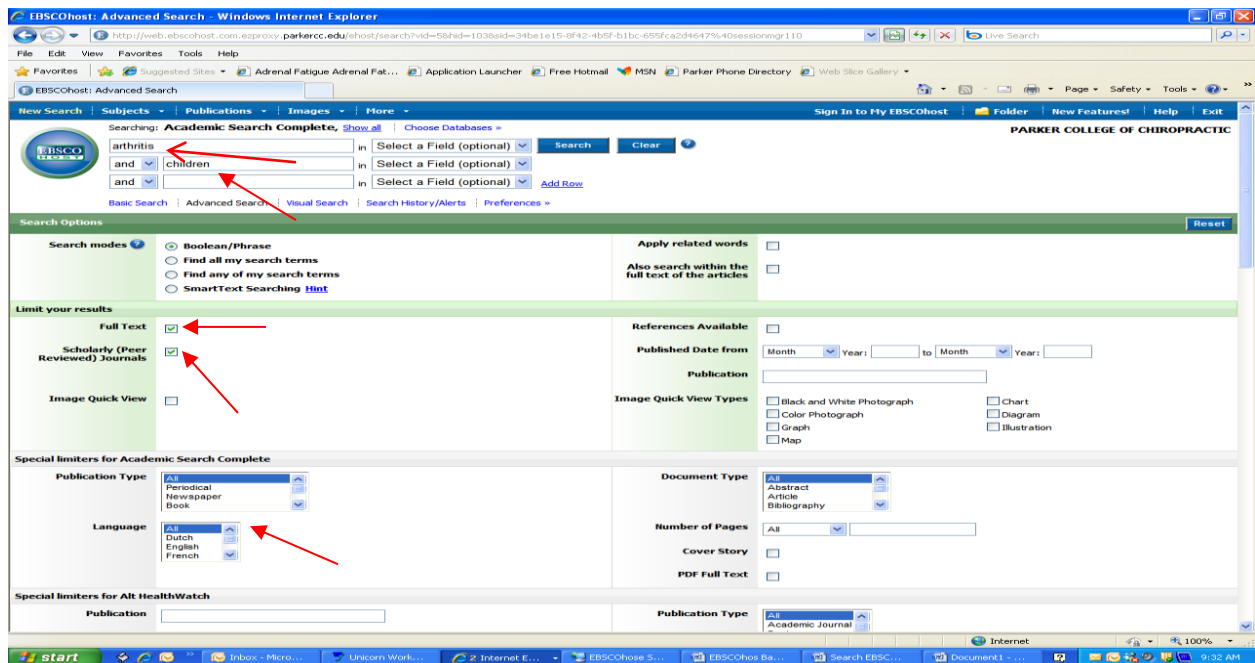 EBSCOhost: Advanced Search - Windows Internet Explorer
http://web.ebscohost.com.ezproxy.parkercc.edu/ehost/search?vid=5&hid=103&sid=34be1e15-8f42-4b5f-b1bc-655fca2d4647%40sessionmgr110
Live Search
File Edit View Favorites Tools Help
Favorites Suggested Sites Adrenal Fatigue Adrenal Fat... Application Launcher Free Hotmail MSN Parker Phone Directory Web Slice Gallery
EBSCOhost: Advanced Search Page Safety Tools
New Search Subjects Publications Images More Sign In to My EBSCOhost Folder New Features! Help Exit
Searching: Academic Search Complete, Show all Choose Databases »
PARKER COLLEGE OF CHIROPRACTIC
EBSCO
HOST
arthritis in Select a Field (optional) Search Clear
and children in Select a Field (optional)
and in Select a Field (optional) Add Row
Basic Search Advanced Search Visual Search Search History/Alerts Preferences »
Search Options Reset
Search modes
Boolean/Phrase
Find all my search terms
Find any of my search terms
SmartText Searching Hint
Apply related words
Also search within the
full text of the articles
Limit your results
Full Text
References Available
Scholarly (Peer
Reviewed) Journals
Published Date from Month Year: to Month Year:
Publication
Image Quick View
Image Quick View Types
Black and White Photograph Chart
Color Photograph Diagram
Graph Illustration
Map
Special limiters for Academic Search Complete
Publication Type
All
Periodical
Newspaper
Book
Document Type
All
Abstract
Article
Bibliography
Language
All
Dutch
English
French
Number of Pages All
Cover Story
PDF Full Text
Special limiters for Alt HealthWatch
Publication
Publication Type
All
Academic Journal
Internet 100%
start Inbox - Micro... Unicorn Work... 2 Internet E... EBSCOhose S... EBSCOhos Ba... Search EBSC... Document1 - ... 9:32 AM